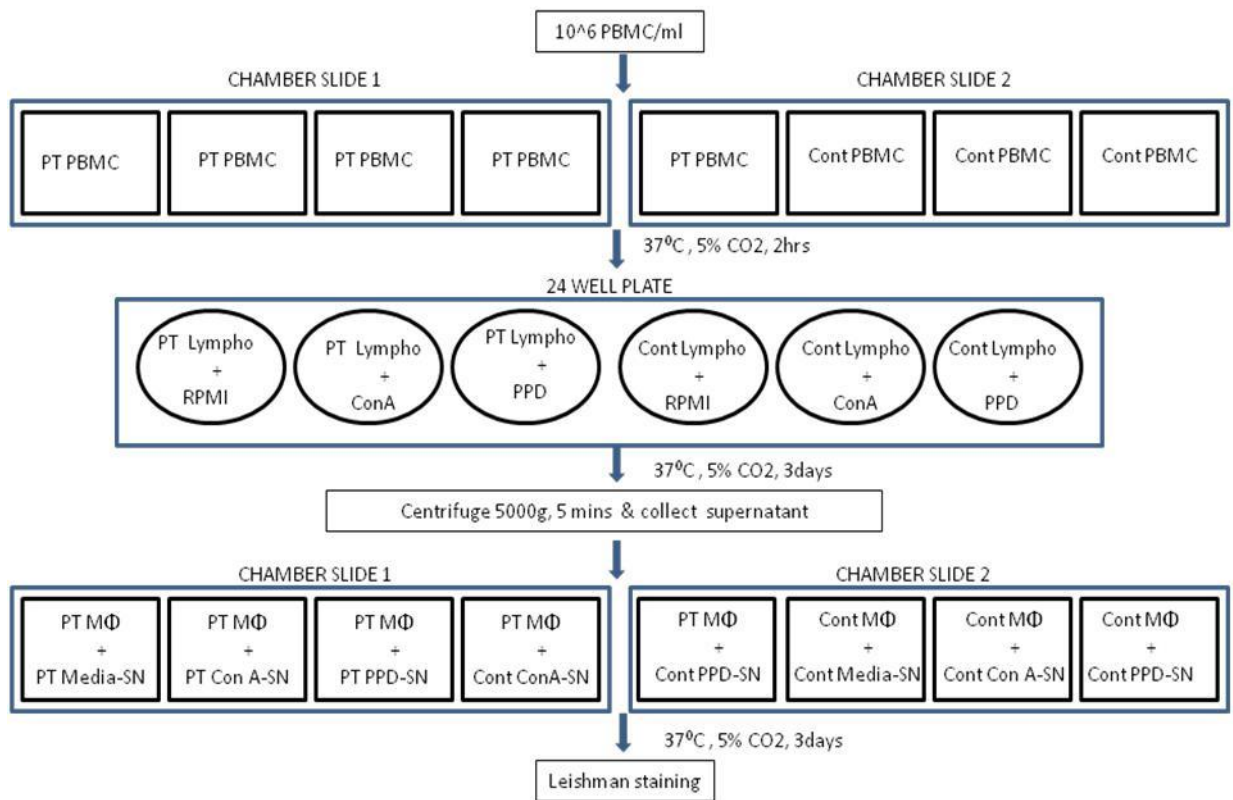 10^6 PBMC/ml
CHAMBER SLIDE 1
CHAMBER SLIDE 2
PT PBMC
PT PBMC
PT PBMC
PT PBMC
PT PBMC
Cont PBMC
Cont PBMC
Cont PBMC
37⁰C , 5% CO2, 2hrs
24 WELL PLATE
PT Lympho
+
RPMI
PT Lympho
+
ConA
PT Lympho
+
PPD
Cont Lympho
+
RPMI
Cont Lympho
+
ConA
Cont Lympho
+
PPD
37⁰C, 5% CO2, 3days
Centrifuge 5000g, 5 mins & collect supernatant
CHAMBER SLIDE 1
CHAMBER SLIDE 2
PT MΦ
+
PT Media-SN
PT MΦ
+
PT Con A-SN
PT MΦ
+
PT PPD-SN
PT MΦ
+
Cont ConA-SN
PT MΦ
+
Cont PPD-SN
Cont MΦ
+
Cont Media-SN
Cont MΦ
+
Cont Con A-SN
Cont MΦ
+
Cont PPD-SN
37⁰C , 5% CO2, 3days
Leishman staining